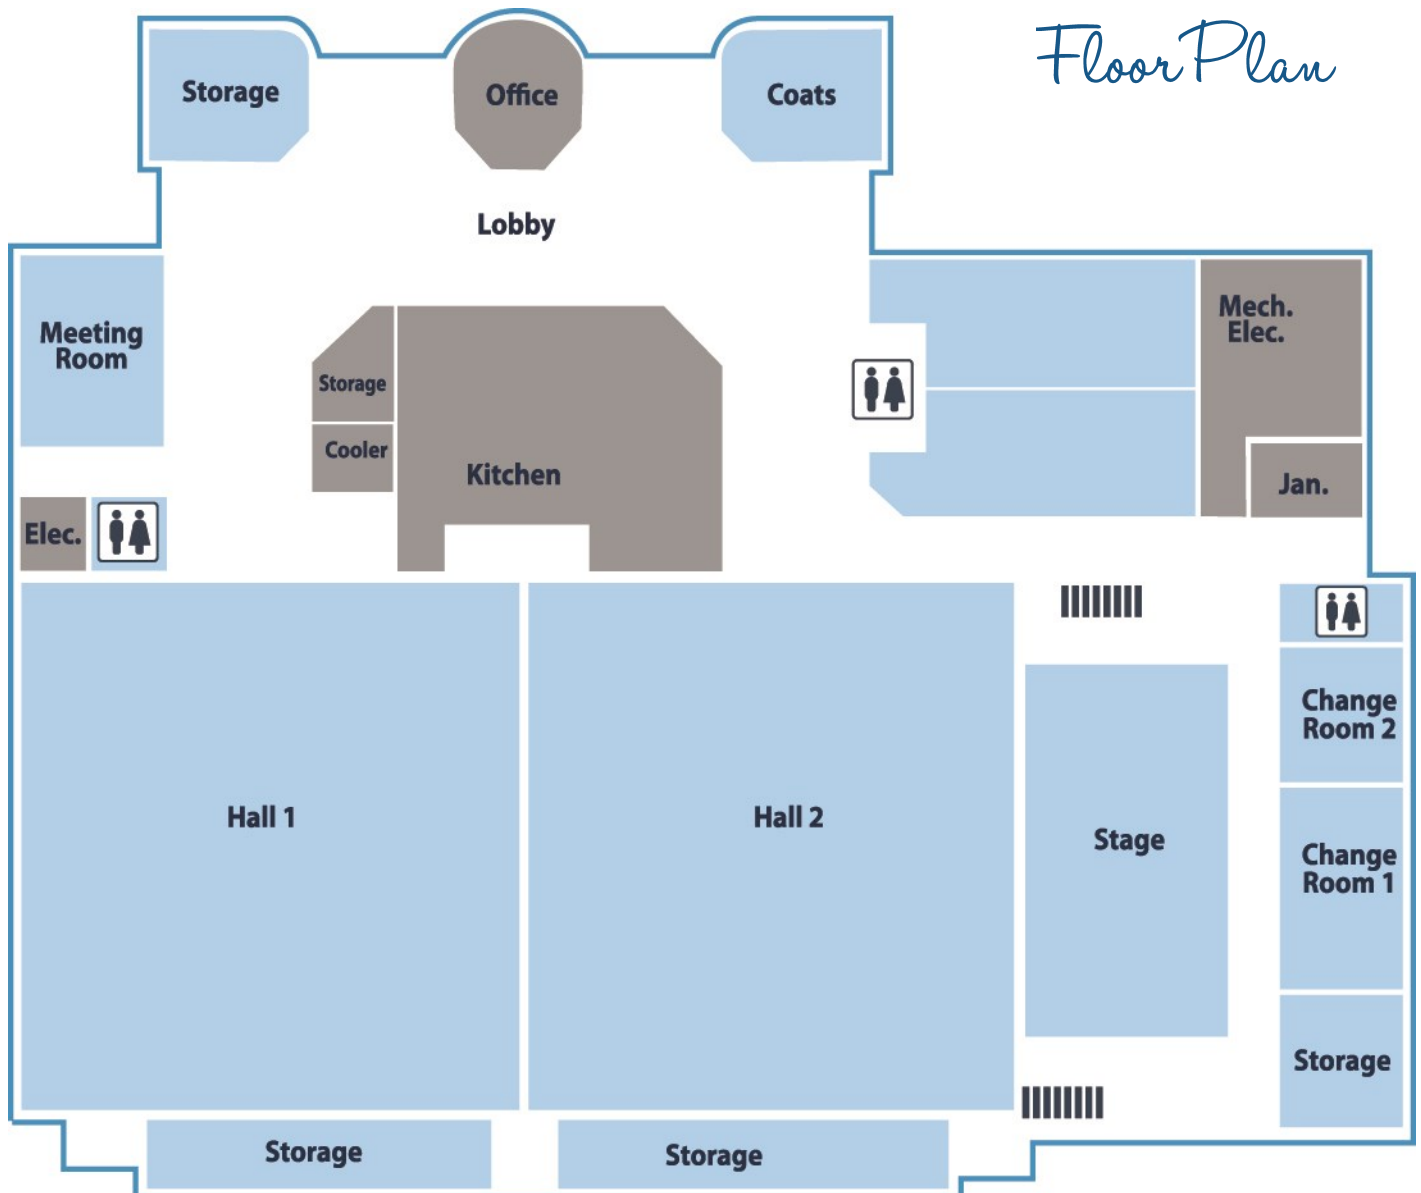 Floor Plan
Storage
Office
Coats
Lobby
Meeting
Room
Mech.
Elec.
Storage
Cooler
Kitchen
Jan.
Elec.
Change
Room 2
Hall 1
Hall 2
Stage
Change
Room 1
Storage
Storage
Storage